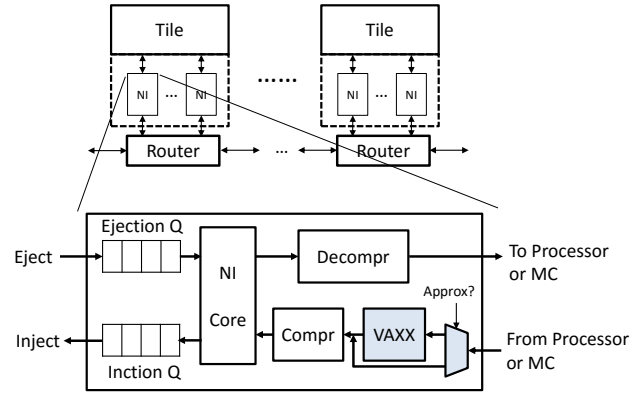 Tile
Tile
NI ... NI
......
NI ... NI
Router
...
Router
Ejection Q
Eject
NI
Core
Decompr
To Processor
or MC
Approx?
Inject
Compr
VAXX
From Processor
or MC
Inction Q